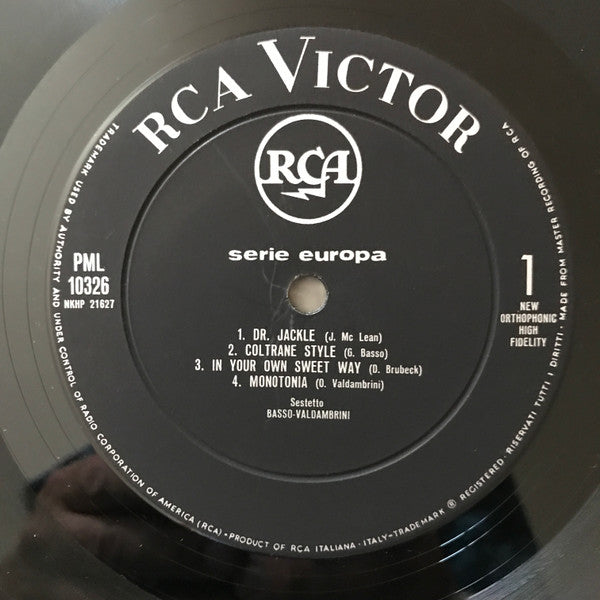 RCA VICTOR
RCA
serie europa
PML
10326
NKHP 21627
1
NEW
ORTHOPHONIC
HIGH
FIDELITY
1. DR. JACKLE (J. Mc Lean)
2. COLTRANE STYLE (G. Basso)
3. IN YOUR OWN SWEET WAY (D. Brubeck)
4. MONOTONIA (O. Valdambrini)
Sestetto
BASSO-VALDAMBRINI
TRADEMARK USED BY AUTHORITY AND UNDER CONTROL OF RADIO CORPORATION OF AMERICA (RCA)•PRODUCT OF RCA ITALIANA • ITALY-TRADEMARK ® REGISTERED • RISERVATI TUTTI I DIRITTI • MADE FROM MASTER RECORDING OF RCA